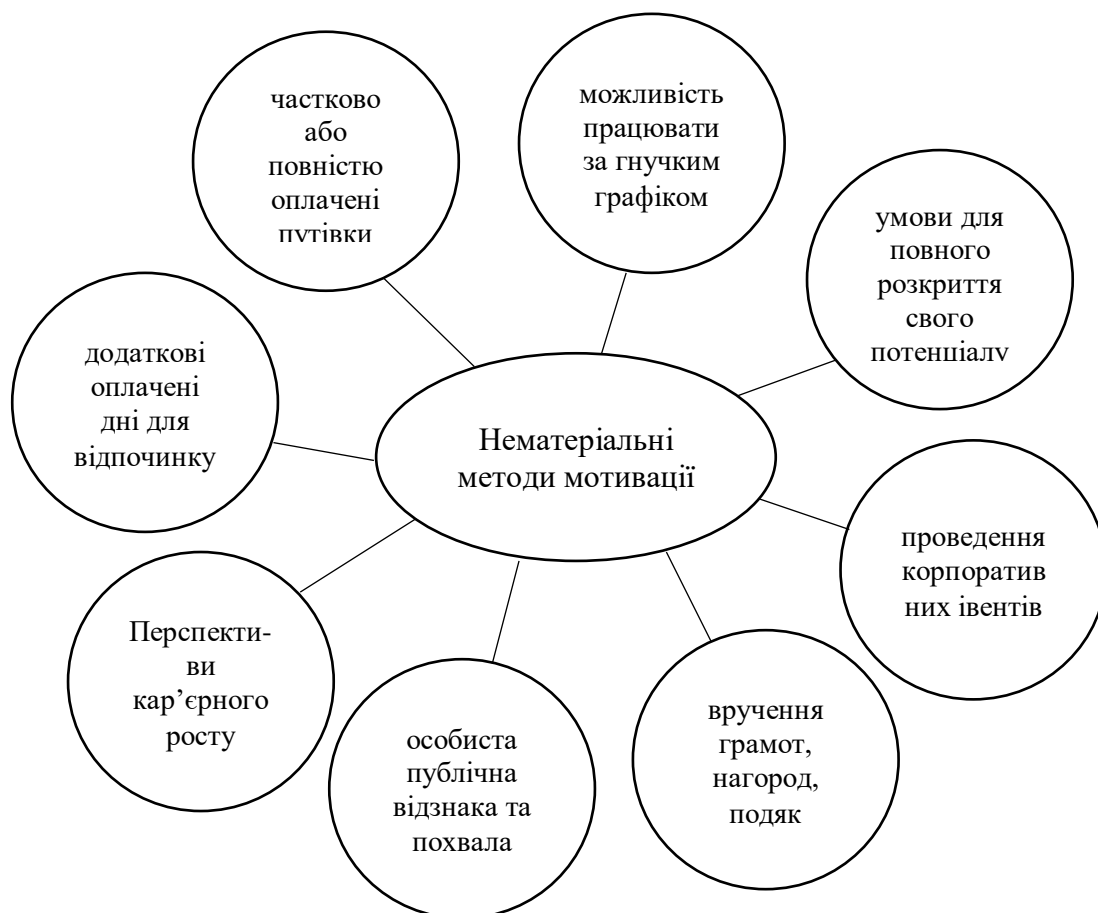 частково
або
повністю
оплачені
путівки
можливість
працювати
за гнучким
графіком
умови для
повного
розкриття
свого
потенціалу
додаткові
оплачені
дні для
відпочинку
Нематеріальні
методи мотивації
проведення
корпоратив
них івентів
Перспекти-
ви
кар’єрного
росту
особиста
публічна
відзнака та
похвала
вручення
грамот,
нагород,
подяк